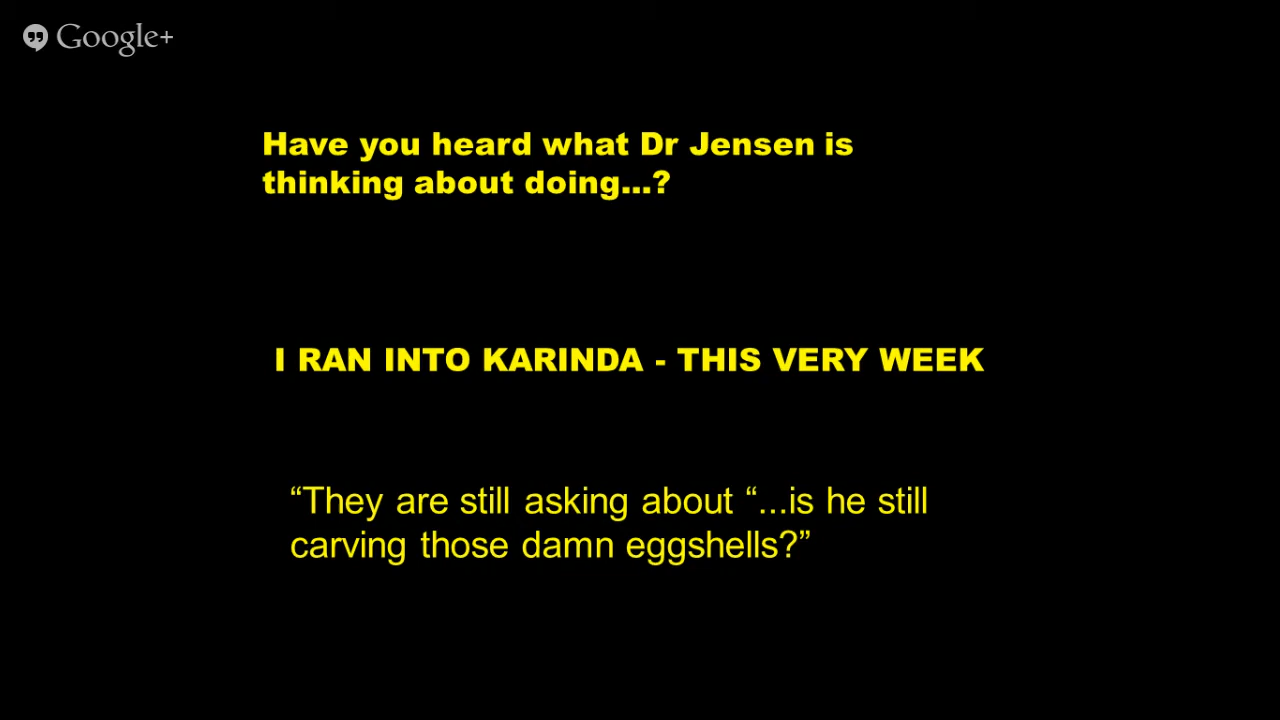 Google+
Have you heard what Dr Jensen is
thinking about doing...?
I RAN INTO KARINDA - THIS VERY WEEK
“They are still asking about “...is he still
carving those damn eggshells?”